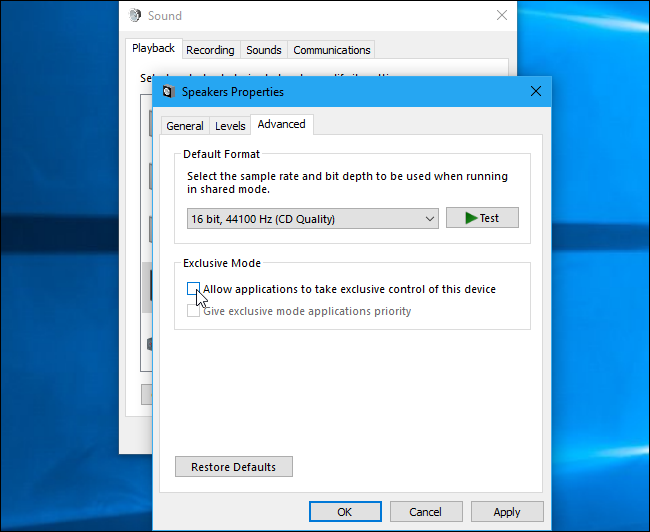 Sound
Playback
Recording
Sounds
Communications
Speakers Properties
General
Levels
Advanced
Default Format
Select the sample rate and bit depth to be used when running
in shared mode.
16 bit, 44100 Hz (CD Quality)
Test
Exclusive Mode
Allow applications to take exclusive control of this device
Give exclusive mode applications priority
Restore Defaults
OK
Cancel
Apply